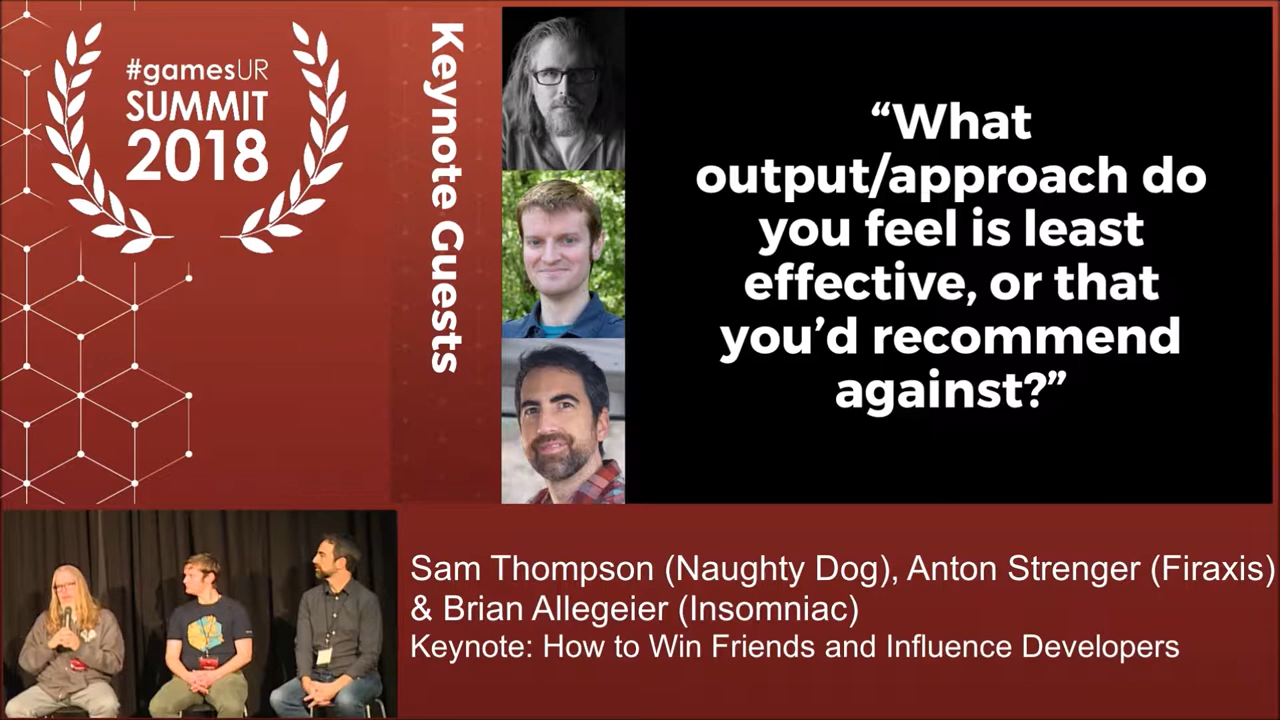 #gamesUR
SUMMIT
2018
Keynote Guests
“What
output/approach do
you feel is least
effective, or that
you’d recommend
against?”
Sam Thompson (Naughty Dog), Anton Strenger (Firaxis)
& Brian Allegeier (Insomniac)
Keynote: How to Win Friends and Influence Developers